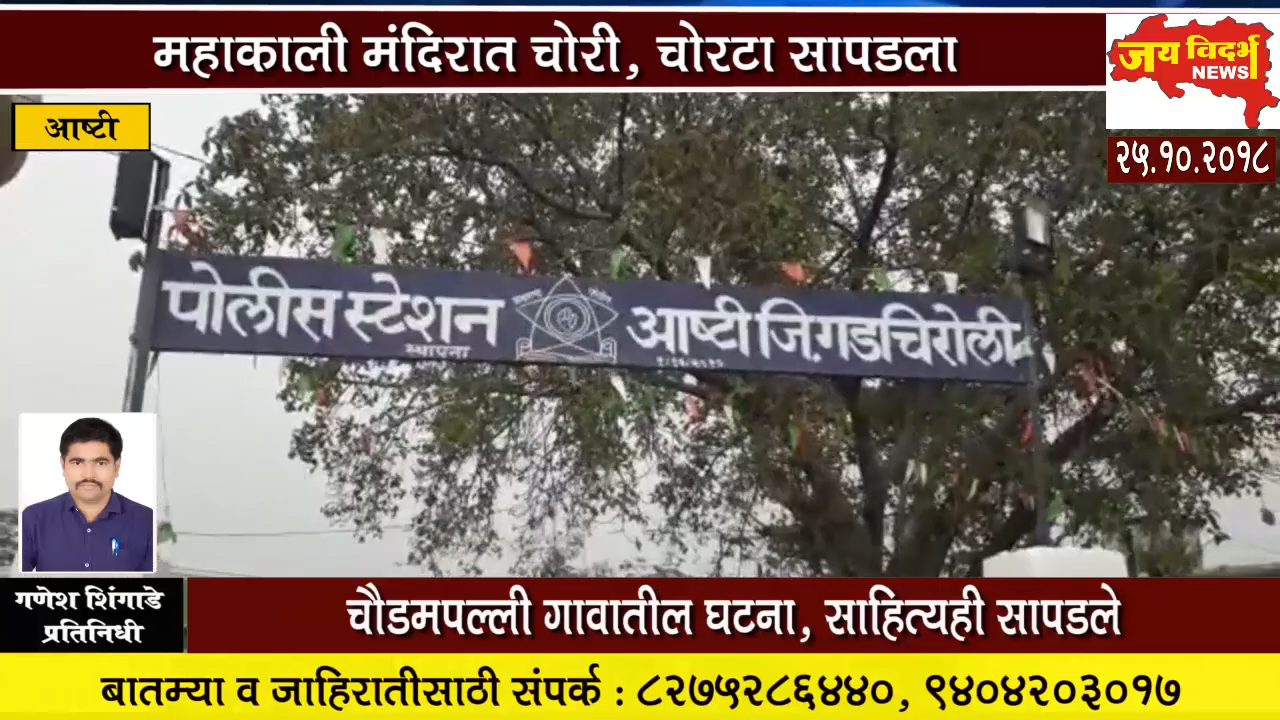 महाकाली मंदिरात चोरी, चोरटा सापडला
जय विदर्भ
NEWS
आष्टी
२५.१०.२०१८
पोलीस स्टेशन आष्टी जि.गडचिरोली
स्थापना
गणेश शिंगाडे
प्रतिनिधी
चौडमपल्ली गावातील घटना, साहित्यही सापडले
बातम्या व जाहिरातीसाठी संपर्क : ८२७५२८६४४०, ९४०४२०३०१७